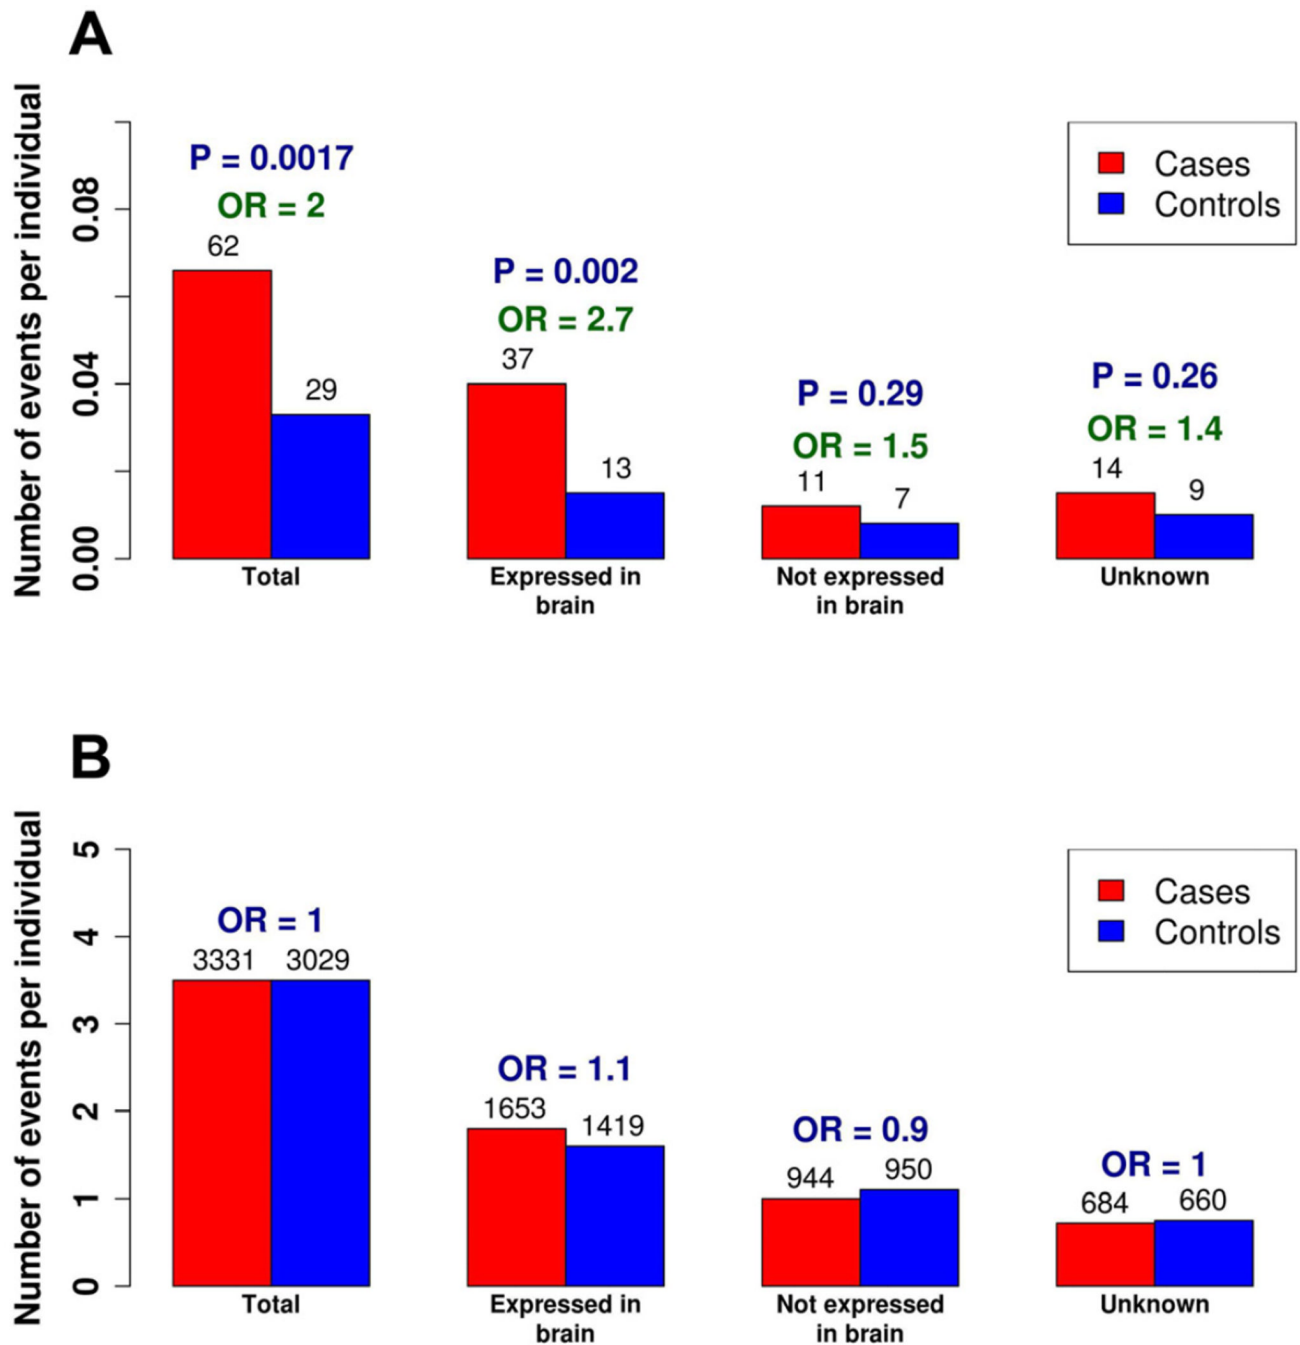 A
Number of events per individual
0.00
0.04
0.08
P = 0.0017
OR = 2
62
29
P = 0.002
OR = 2.7
37
13
P = 0.29
OR = 1.5
11
7
P = 0.26
OR = 1.4
14
9
Cases
Controls
Total
Expressed in
brain
Not expressed
in brain
Unknown
B
Number of events per individual
0
1
2
3
4
5
OR = 1
3331
3029
OR = 1.1
1653
1419
OR = 0.9
944
950
OR = 1
684
660
Cases
Controls
Total
Expressed in
brain
Not expressed
in brain
Unknown